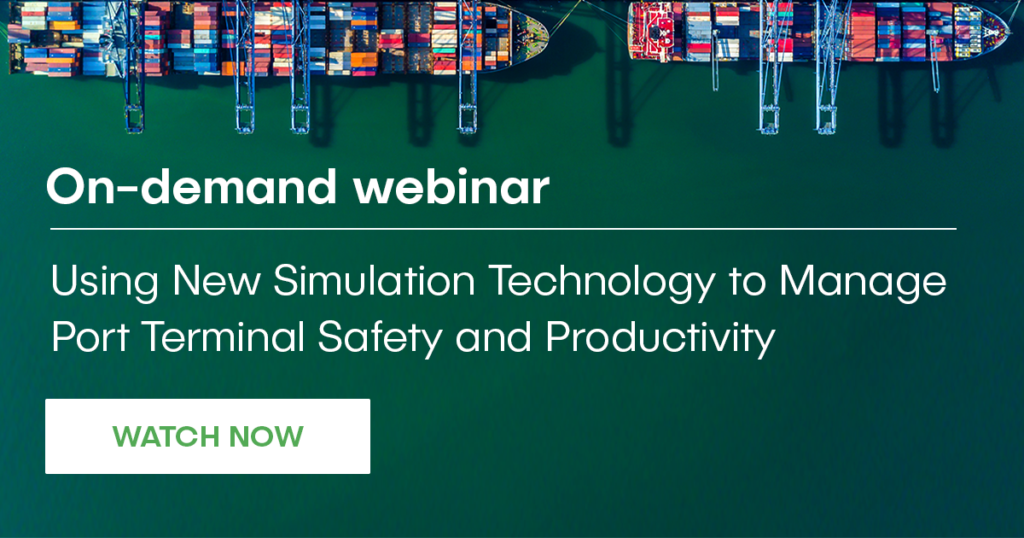 On-demand webinar
Using New Simulation Technology to Manage
Port Terminal Safety and Productivity
WATCH NOW